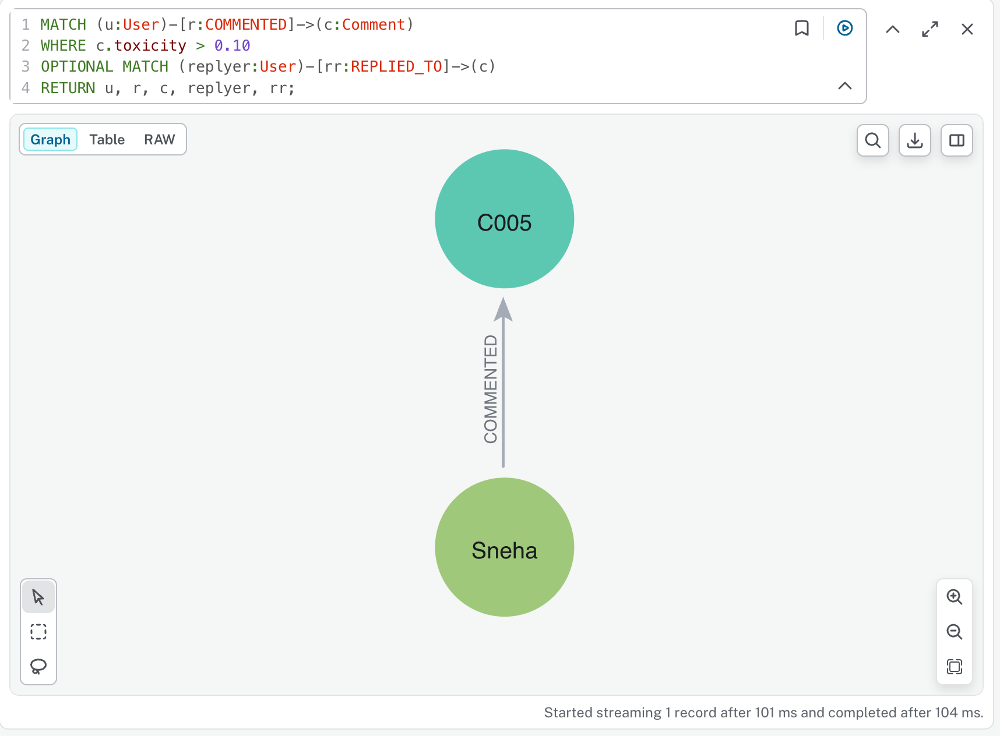 1 MATCH (u:User)-[r:COMMENTED]->(c:Comment)
2 WHERE c.toxicity > 0.10
3 OPTIONAL MATCH (replyer:User)-[rr:REPLIED_TO]->(c)
4 RETURN u, r, c, replyer, rr;
Graph Table RAW
C005
COMMENTED
Sneha
Started streaming 1 record after 101 ms and completed after 104 ms.